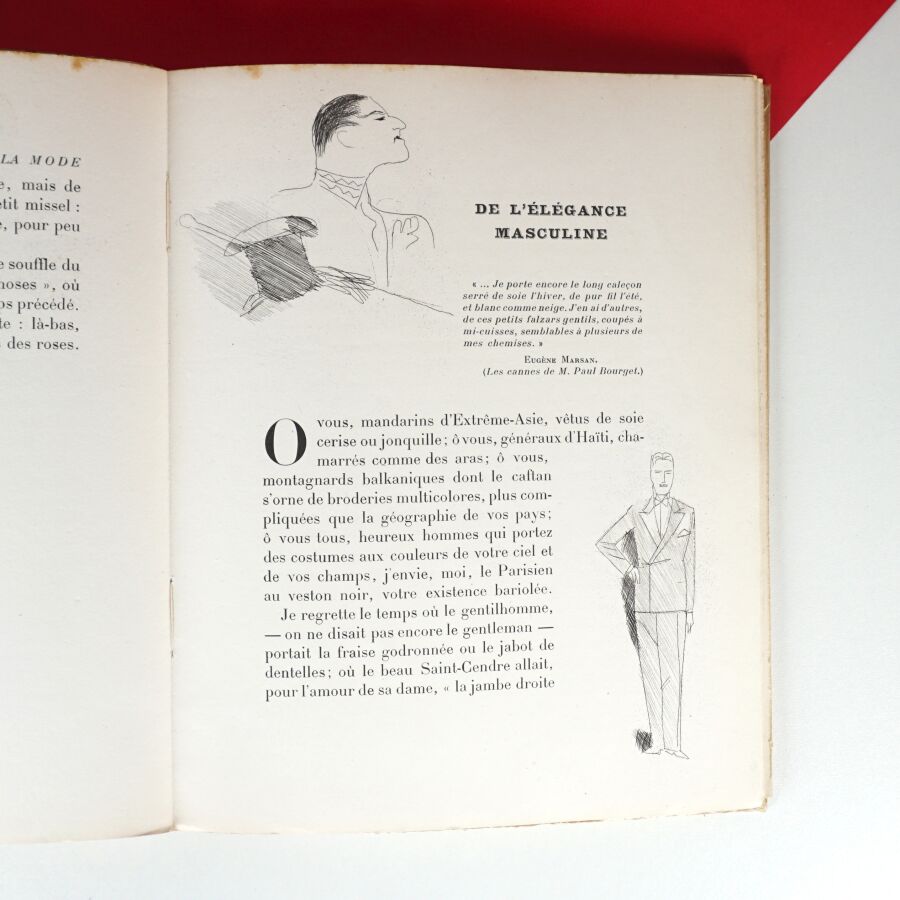 LA MODE
, mais de
etit missel :
, pour peu
e souffle du
hoses », où
ps précédé.
te : là-bas,
des roses.
DE L'ÉLÉGANCE
MASCULINE
« ... Je porte encore le long caleçon
serré de soie l'hiver, de pur fil l'été,
et blanc comme neige. J'en ai d'autres,
de ces petits falzars gentils, coupés à
mi-cuisses, semblables à plusieurs de
mes chemises. »
Eugène Marsan.
(Les cannes de M. Paul Bourget.)
O vous, mandarins d'Extrême-Asie, vêtus de soie
cerise ou jonquille ; ô vous, généraux d'Haïti, cha-
marrés comme des aras ; ô vous,
montagnards balkaniques dont le caftan
s'orne de broderies multicolores, plus com-
pliquées que la géographie de vos pays ;
ô vous tous, heureux hommes qui portez
des costumes aux couleurs de votre ciel et
de vos champs, j'envie, moi, le Parisien
au veston noir, votre existence bariolée.
Je regrette le temps où le gentilhomme,
— on ne disait pas encore le gentleman —
portait la fraise godronnée ou le jabot de
dentelles ; où le beau Saint-Cendre allait,
pour l'amour de sa dame, « la jambe droite